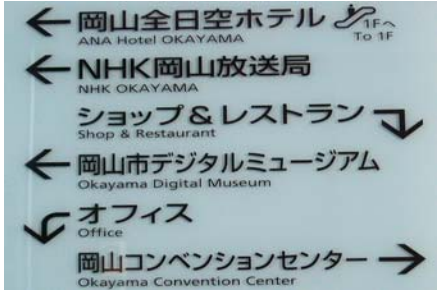 岡山全日空ホテル 1Fへ
ANA Hotel OKAYAMA To 1F
NHK岡山放送局
NHK OKAYAMA
ショップ＆レストラン
Shop & Restaurant
岡山市デジタルミュージアム
Okayama Digital Museum
オフィス
Office
岡山コンベンションセンター
Okayama Convention Center